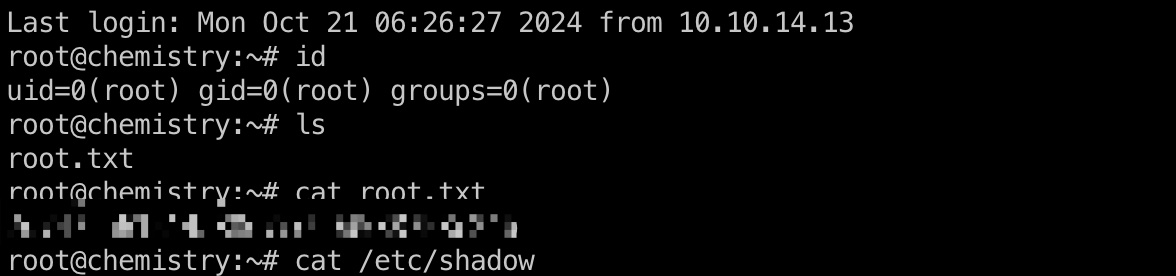 Last login: Mon Oct 21 06:26:27 2024 from 10.10.14.13
root@chemistry:~# id
uid=0(root) gid=0(root) groups=0(root)
root@chemistry:~# ls
root.txt
root@chemistry:~# cat root.txt
root@chemistry:~# cat /etc/shadow